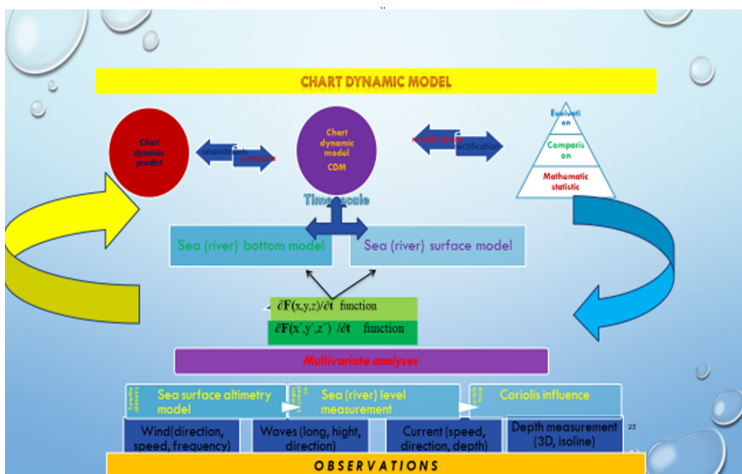 CHART DYNAMIC MODEL
Chart
dynamic
predict
compare
Chart
dynamic
model
CDM
rectification
Evaluati
on
Comparis
on
Mathematic
statistic
Time scale
Sea (river) bottom model
Sea (river) surface model
∂F(x,y,z)/∂t function
∂F(x´,y´,z´) /∂t function
Multivariate analyses
Sea surface altimetry
model
Sea (river) level
measurement
Coriolis influence
Wind(direction,
speed, frequency)
Waves (long, hight,
direction)
Current (speed,
direction, depth)
Depth measurement
(3D, isoline)
23
OBSERVATIONS